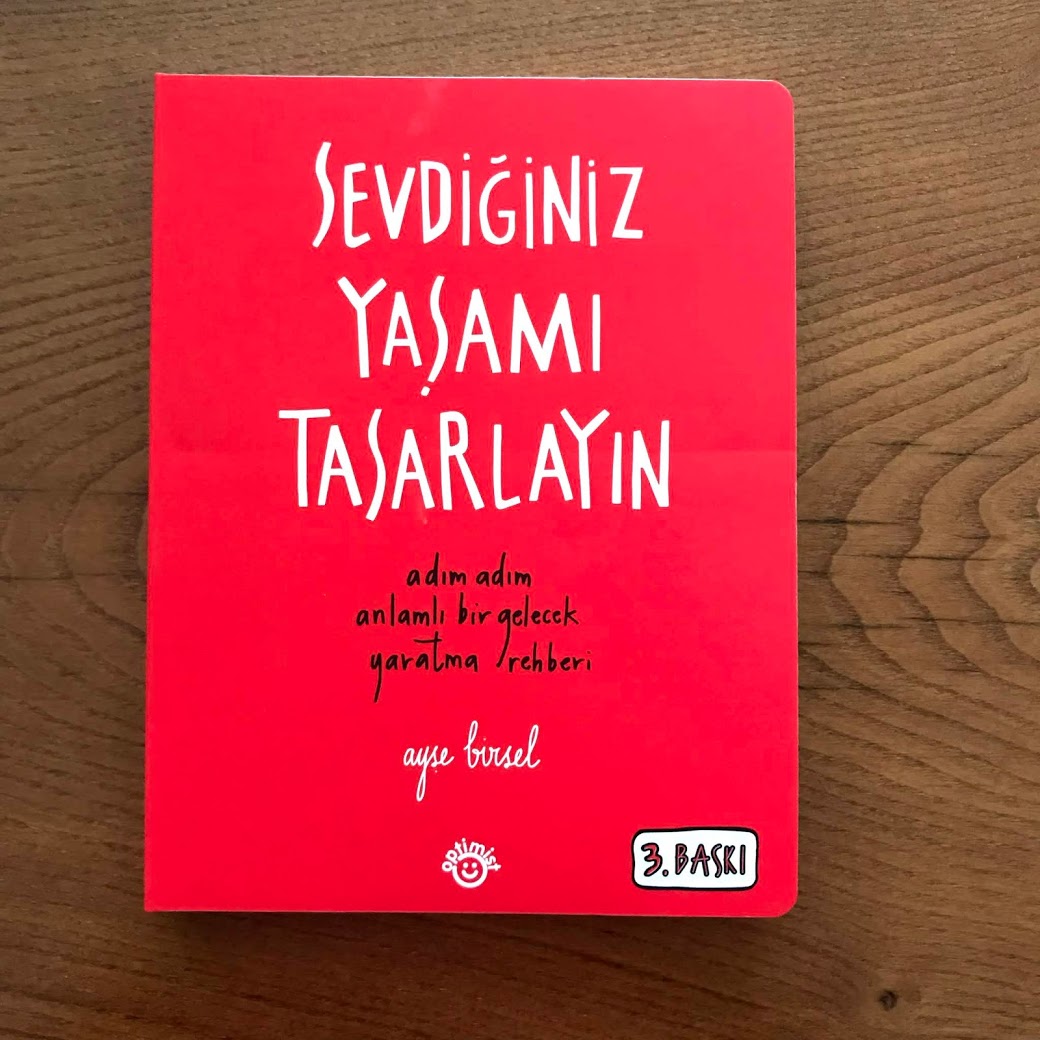 SEVDİĞİNİZ
YAŞAMI
TASARLAYIN
adım adım
anlamlı bir gelecek
yaratma rehberi
ayşe birsel
optimist
3. BASKI